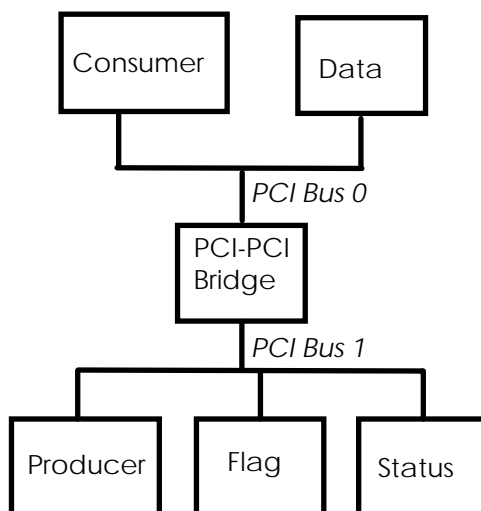 Consumer
Data
PCI Bus 0
PCI-PCI
Bridge
PCI Bus 1
Producer
Flag
Status